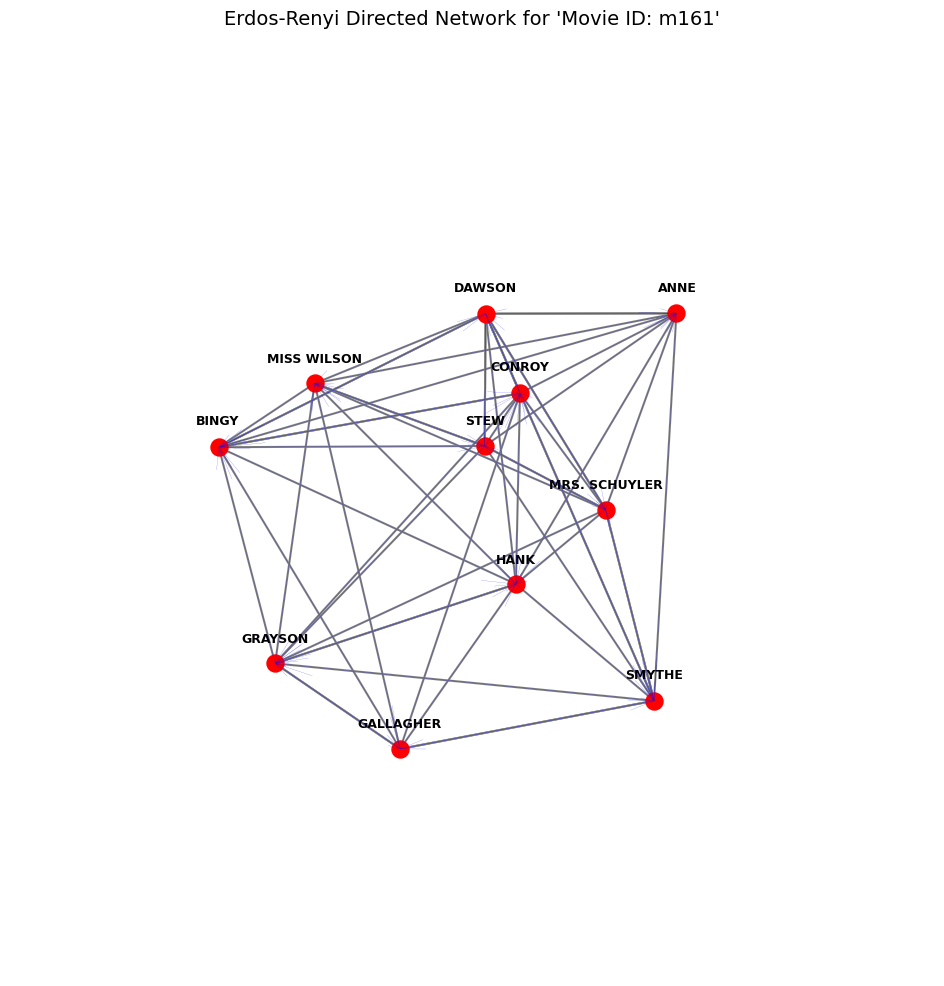 Erdos-Renyi Directed Network for 'Movie ID: m161'
DAWSON
ANNE
MISS WILSON
CONROY
BINGY
STEW
MRS. SCHUYLER
HANK
GRAYSON
SMYTHE
GALLAGHER